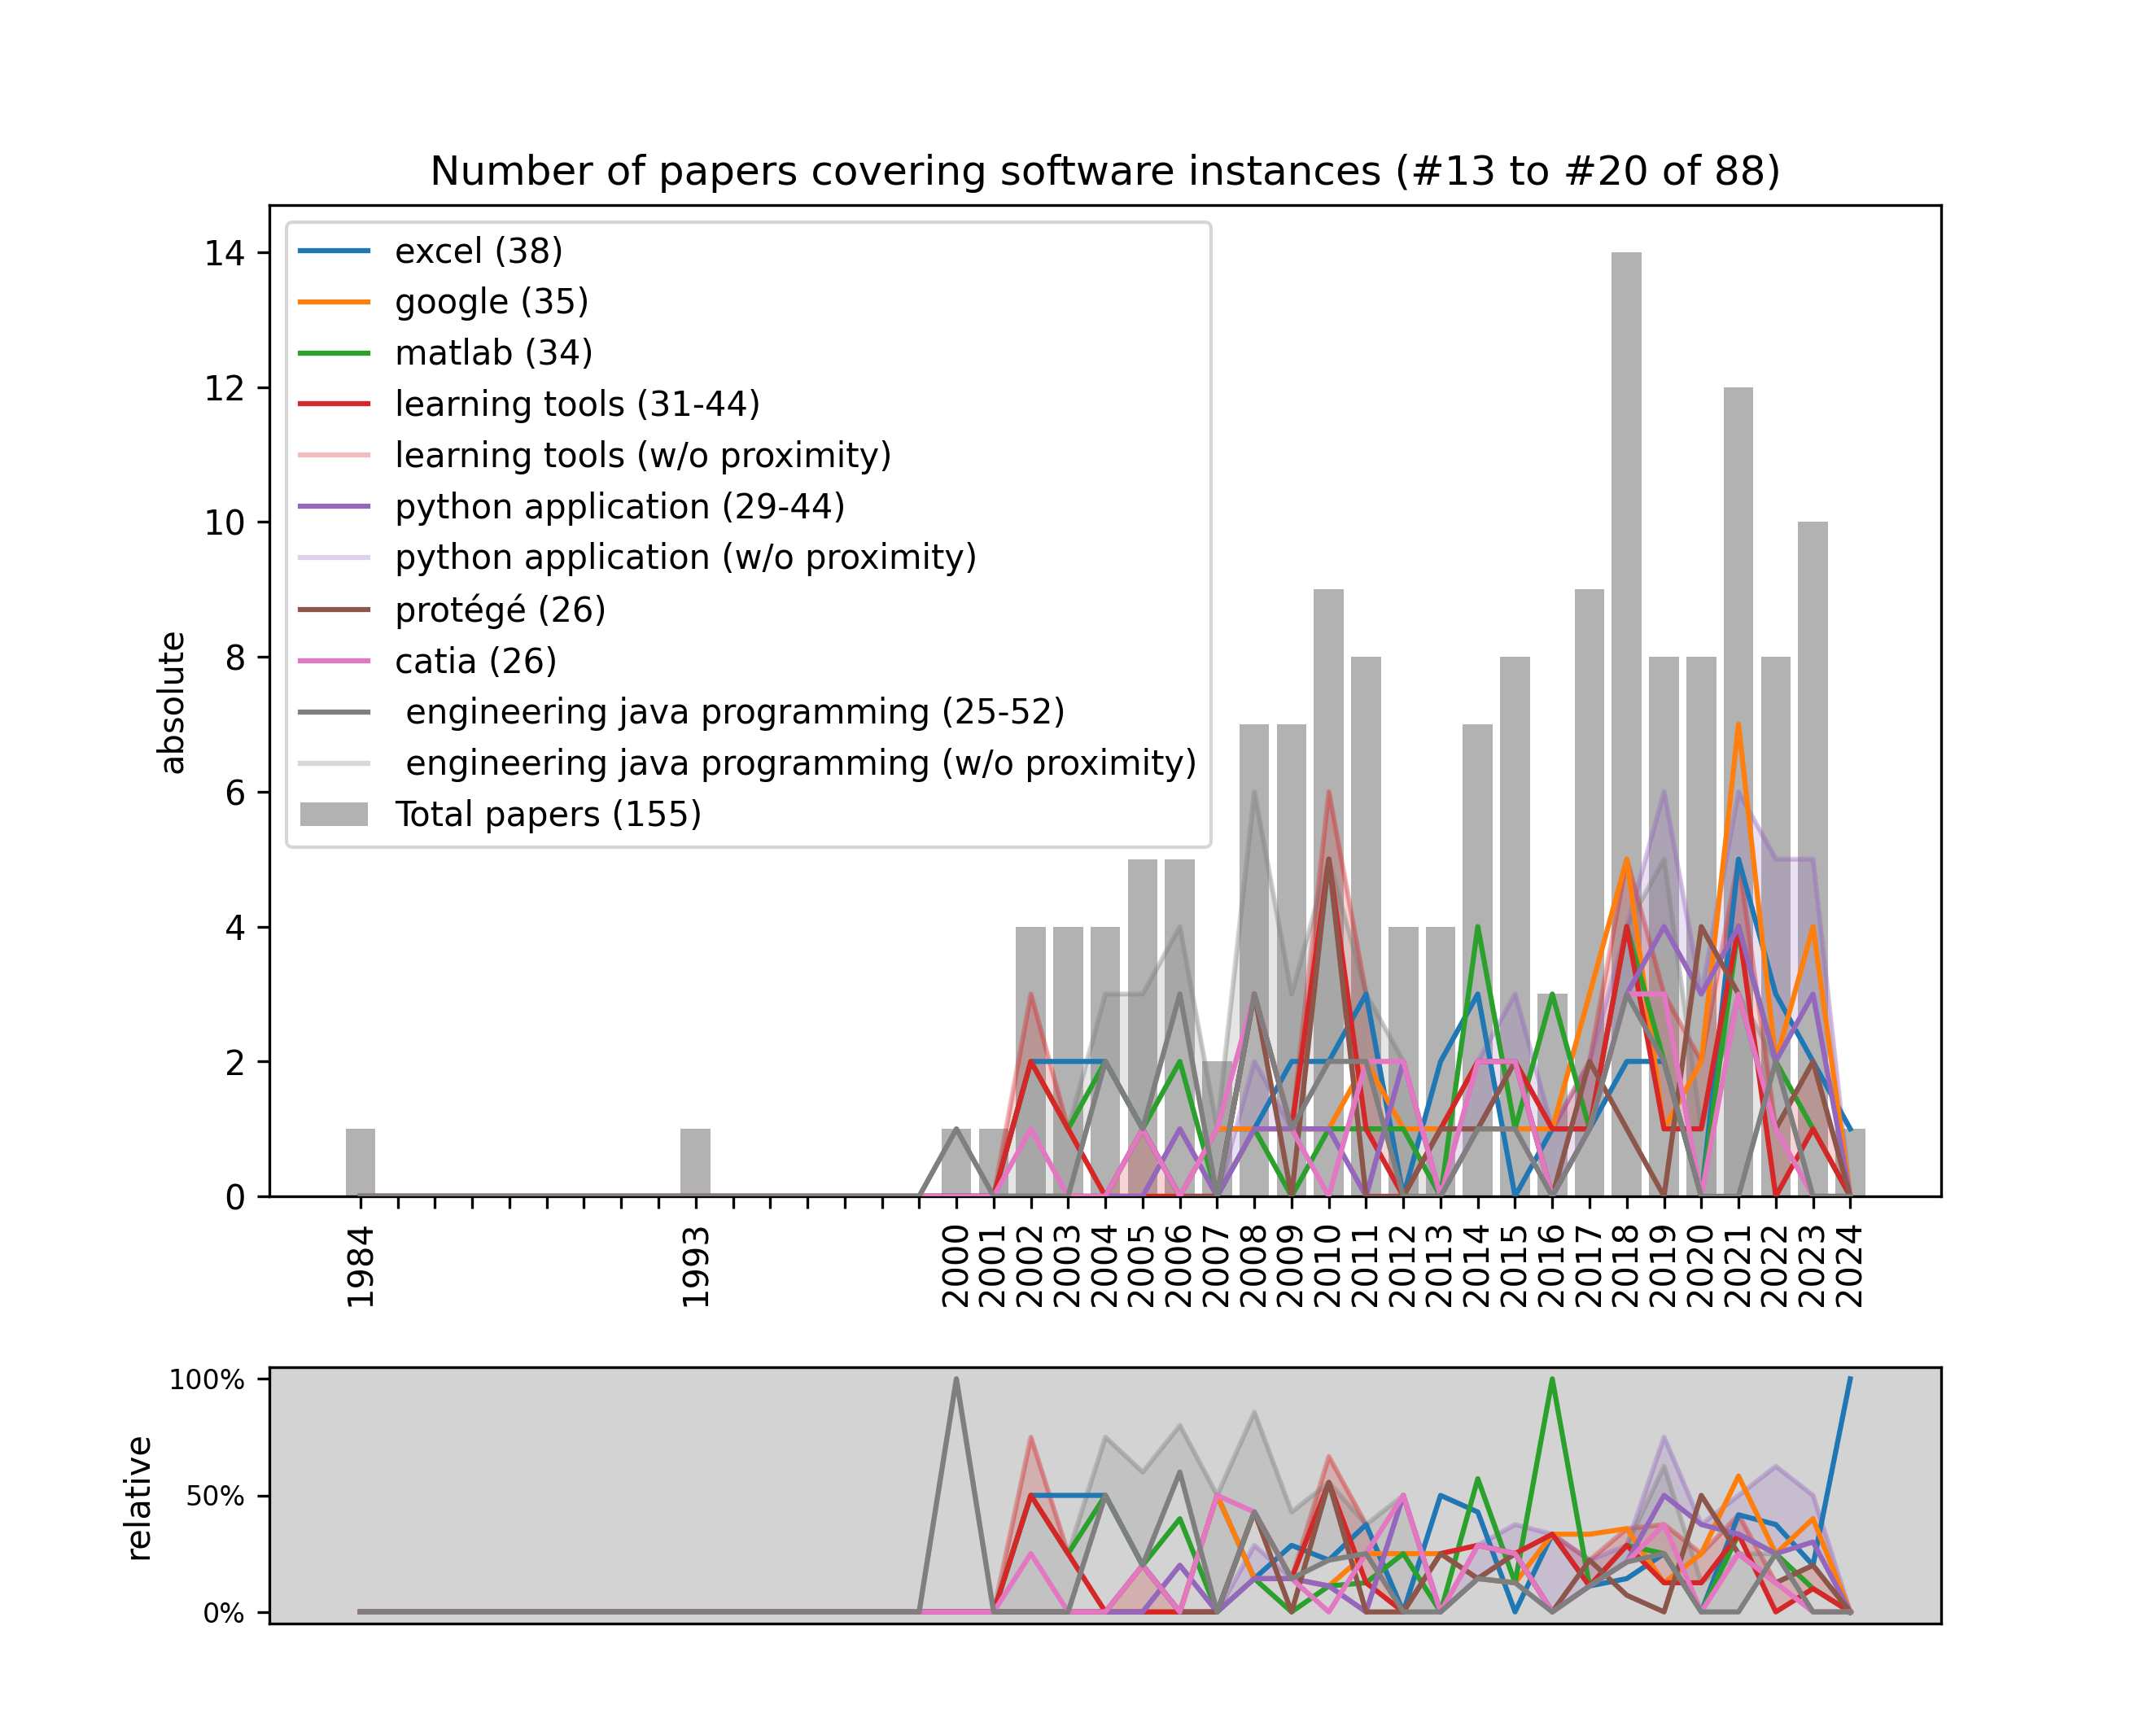 Number of papers covering software instances (#13 to #20 of 88)
excel (38)
google (35)
matlab (34)
learning tools (31-44)
learning tools (w/o proximity)
python application (29-44)
python application (w/o proximity)
protégé (26)
catia (26)
engineering java programming (25-52)
engineering java programming (w/o proximity)
Total papers (155)
absolute
14
12
10
8
6
4
2
0
1984
1993
2000
2001
2002
2003
2004
2005
2006
2007
2008
2009
2010
2011
2012
2013
2014
2015
2016
2017
2018
2019
2020
2021
2022
2023
2024
relative
100%
50%
0%